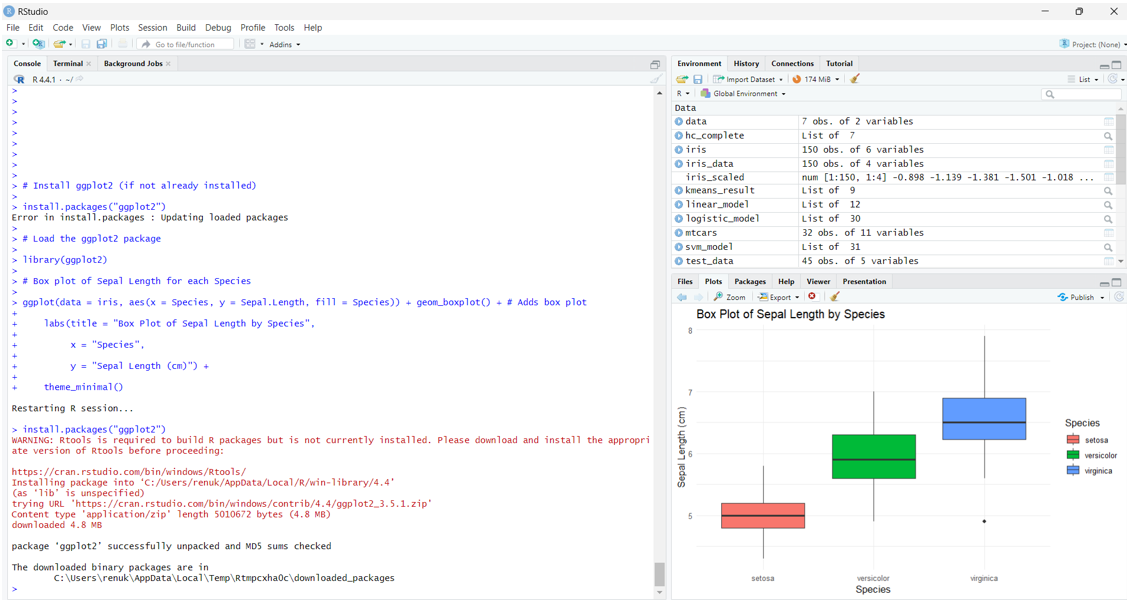 RStudio
File Edit Code View Plots Session Build Debug Profile Tools Help
Go to file/function Addins Project: (None)
Console Terminal Background Jobs
R R 4.4.1 · ~/
>
>
>
>
>
>
>
>
>
> # Install ggplot2 (if not already installed)
>
> install.packages("ggplot2")
Error in install.packages : Updating loaded packages
>
> # Load the ggplot2 package
>
> library(ggplot2)
>
> # Box plot of Sepal Length for each Species
>
> ggplot(data = iris, aes(x = Species, y = Sepal.Length, fill = Species)) + geom_boxplot() + # Adds box plot
+
+ labs(title = "Box Plot of Sepal Length by Species",
+
+ x = "Species",
+
+ y = "Sepal Length (cm)") +
+
+ theme_minimal()
Restarting R session...
> install.packages("ggplot2")
WARNING: Rtools is required to build R packages but is not currently installed. Please download and install the appropri
ate version of Rtools before proceeding:
https://cran.rstudio.com/bin/windows/Rtools/
Installing package into ‘C:/Users/renuk/AppData/Local/R/win-library/4.4’
(as ‘lib’ is unspecified)
trying URL 'https://cran.rstudio.com/bin/windows/contrib/4.4/ggplot2_3.5.1.zip'
Content type 'application/zip' length 5010672 bytes (4.8 MB)
downloaded 4.8 MB
package ‘ggplot2’ successfully unpacked and MD5 sums checked
The downloaded binary packages are in
C:\Users\renuk\AppData\Local\Temp\Rtmpcxha0c\downloaded_packages
>
Environment History Connections Tutorial
Import Dataset 174 MiB List
R Global Environment
Data
data 7 obs. of 2 variables
hc_complete List of 7
iris 150 obs. of 6 variables
iris_data 150 obs. of 4 variables
iris_scaled num [1:150, 1:4] -0.898 -1.139 -1.381 -1.501 -1.018 ...
kmeans_result List of 9
linear_model List of 12
logistic_model List of 30
mtcars 32 obs. of 11 variables
svm_model List of 31
test_data 45 obs. of 5 variables
Files Plots Packages Help Viewer Presentation
Zoom Export Publish
Box Plot of Sepal Length by Species
8
7
6
5
Sepal Length (cm)
setosa versicolor virginica
Species
Species
setosa
versicolor
virginica